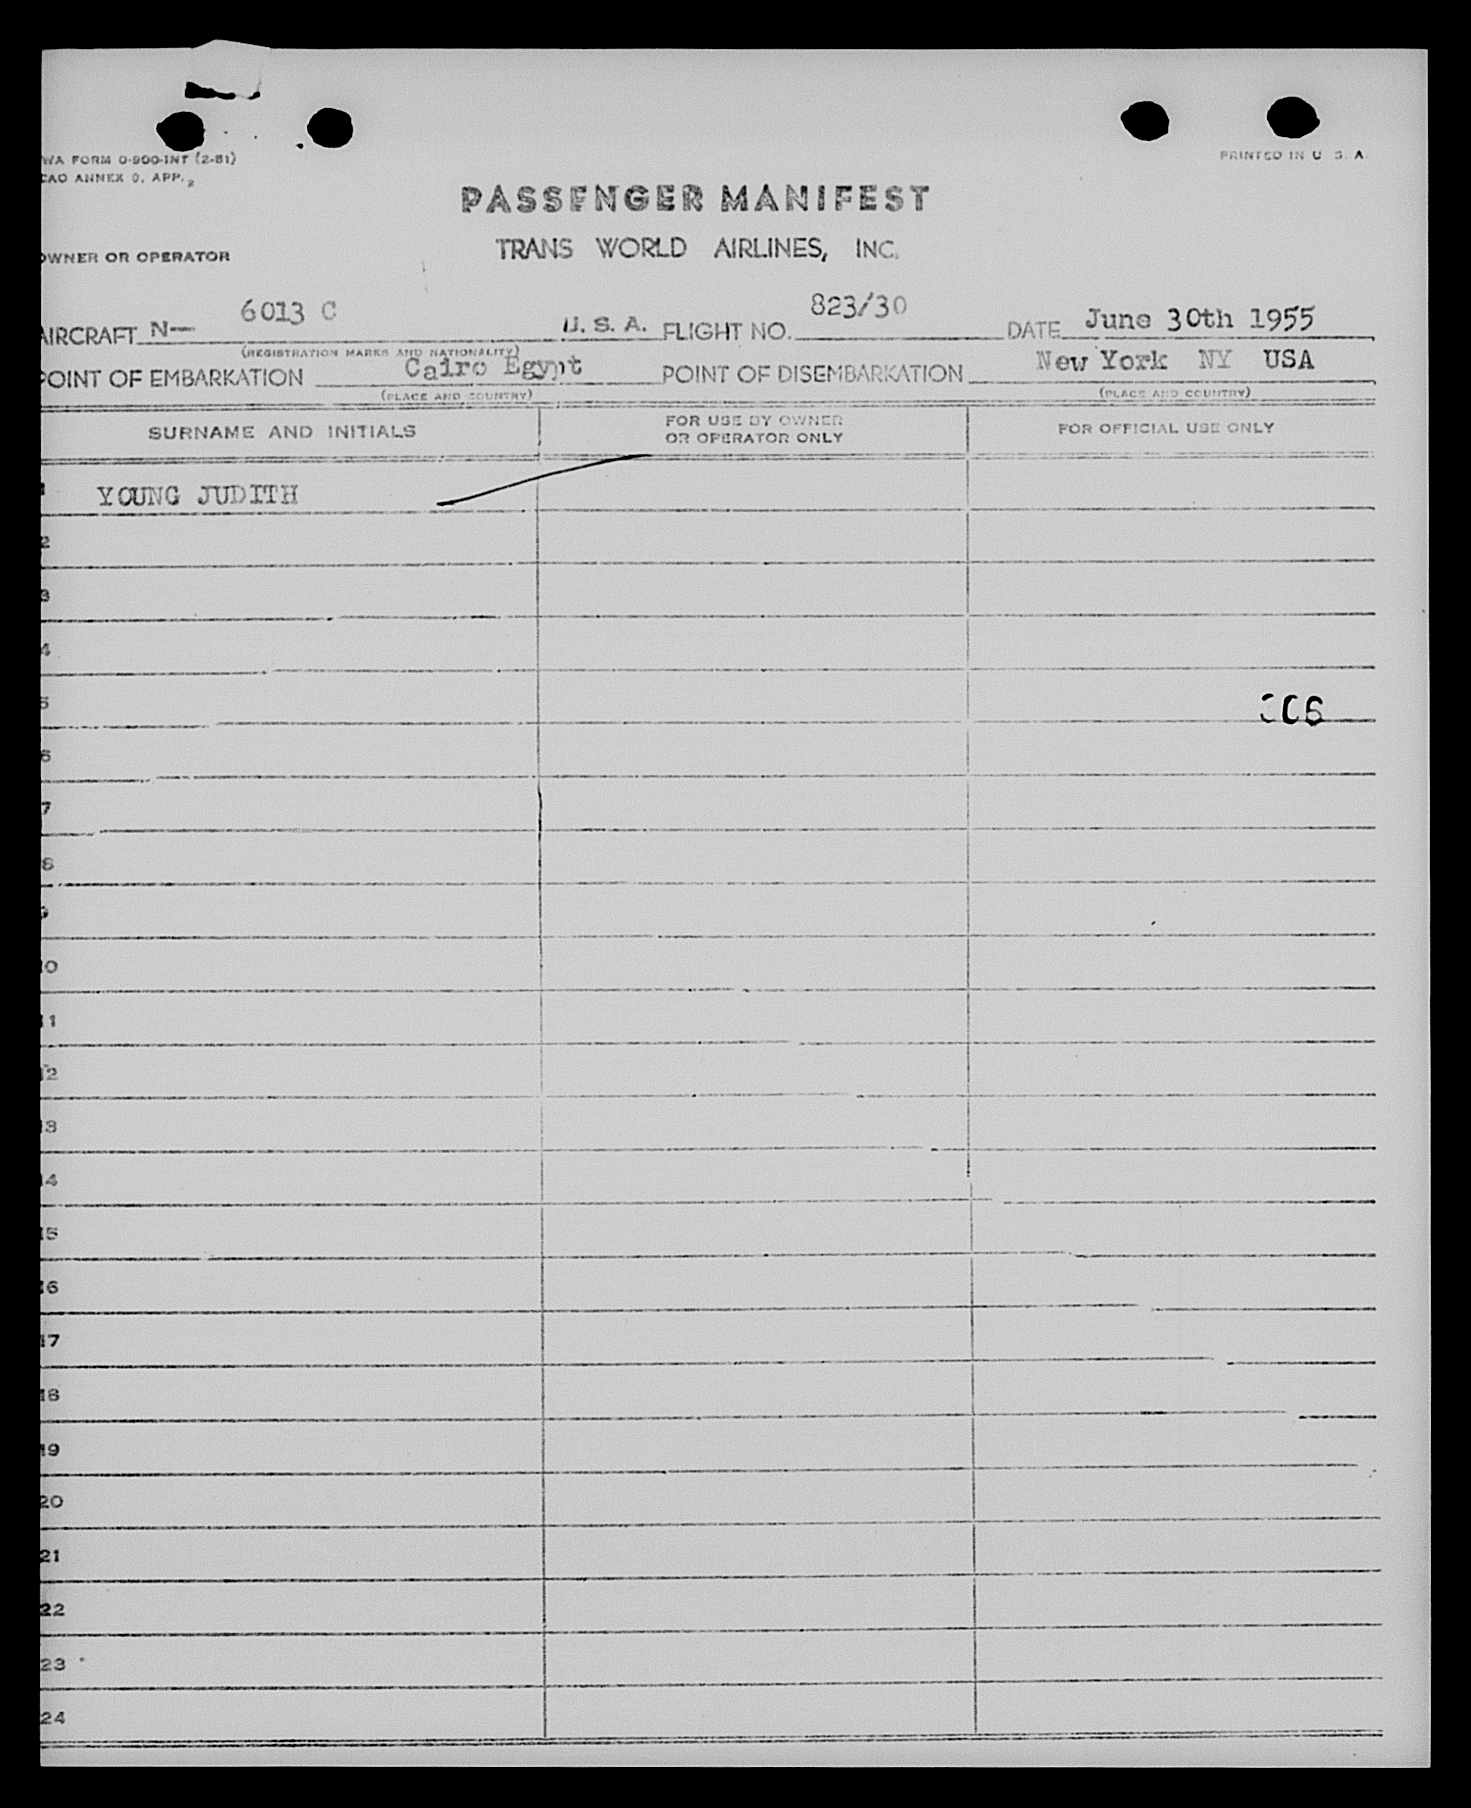 WA FORM 0-900-INT (2-51)
CAO ANNEX 9, APP. 2
PRINTED IN U. S. A.
PASSENGER MANIFEST
TRANS WORLD AIRLINES, INC.
OWNER OR OPERATOR
AIRCRAFT N— 6013 C U. S. A. FLIGHT NO. 823/30 DATE June 30th 1955
(REGISTRATION MARKS AND NATIONALITY)
POINT OF EMBARKATION Cairo Egypt POINT OF DISEMBARKATION New York NY USA
(PLACE AND COUNTRY) (PLACE AND COUNTRY)
SURNAME AND INITIALS FOR USE BY OWNER OR OPERATOR ONLY FOR OFFICIAL USE ONLY
1 YOUNG JUDITH
2
3
4
5
6
7
8
9
10
11
12
13
14
15
16
17
18
19
20
21
22
23
24